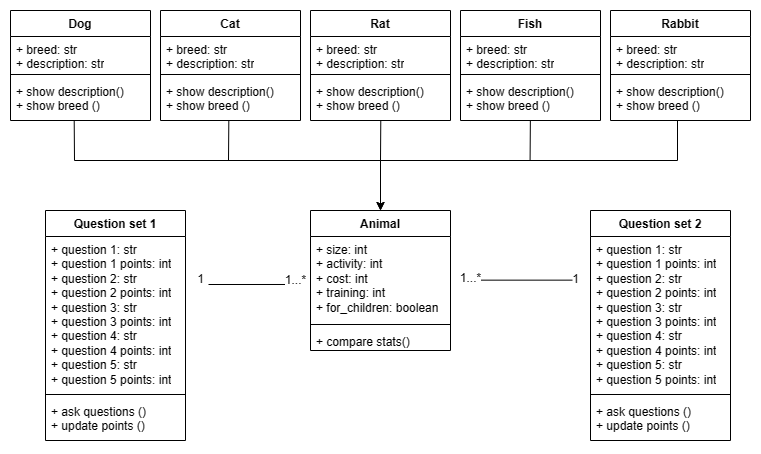 Dog
+ breed: str
+ description: str
+ show description()
+ show breed ()
Cat
+ breed: str
+ description: str
+ show description()
+ show breed ()
Rat
+ breed: str
+ description: str
+ show description()
+ show breed ()
Fish
+ breed: str
+ description: str
+ show description()
+ show breed ()
Rabbit
+ breed: str
+ description: str
+ show description()
+ show breed ()
Question set 1
+ question 1: str
+ question 1 points: int
+ question 2: str
+ question 2 points: int
+ question 3: str
+ question 3 points: int
+ question 4: str
+ question 4 points: int
+ question 5: str
+ question 5 points: int
+ ask questions ()
+ update points ()
1
1...*
Animal
+ size: int
+ activity: int
+ cost: int
+ training: int
+ for_children: boolean
+ compare stats()
1...*
1
Question set 2
+ question 1: str
+ question 1 points: int
+ question 2: str
+ question 2 points: int
+ question 3: str
+ question 3 points: int
+ question 4: str
+ question 4 points: int
+ question 5: str
+ question 5 points: int
+ ask questions ()
+ update points ()